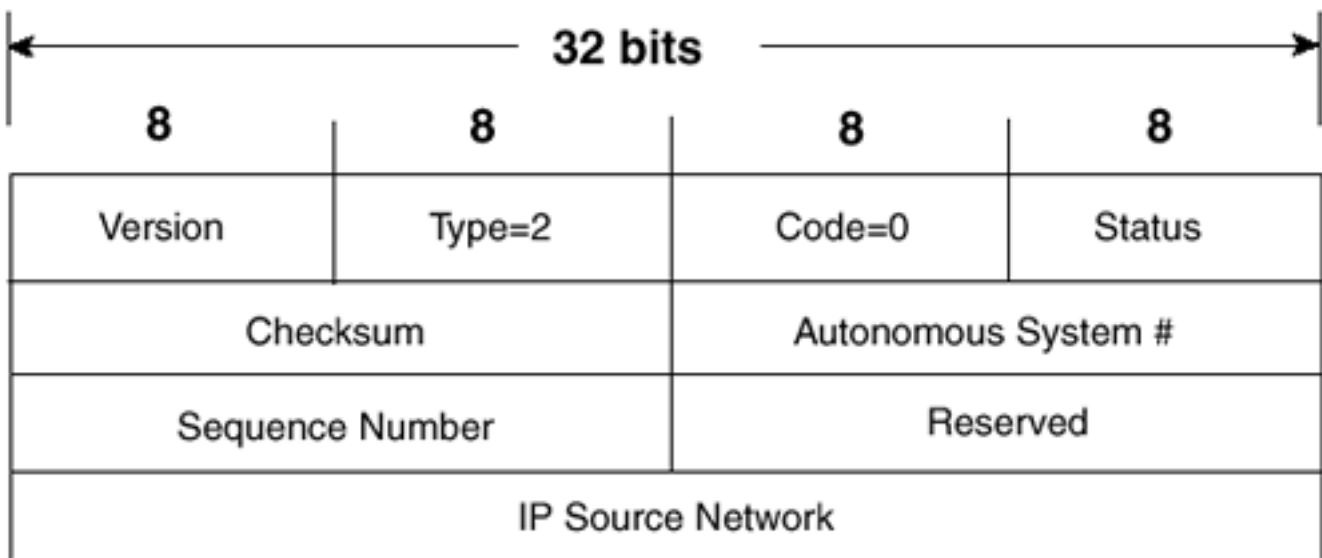 32 bits
8 8 8 8
Version Type=2 Code=0 Status
Checksum Autonomous System #
Sequence Number Reserved
IP Source Network